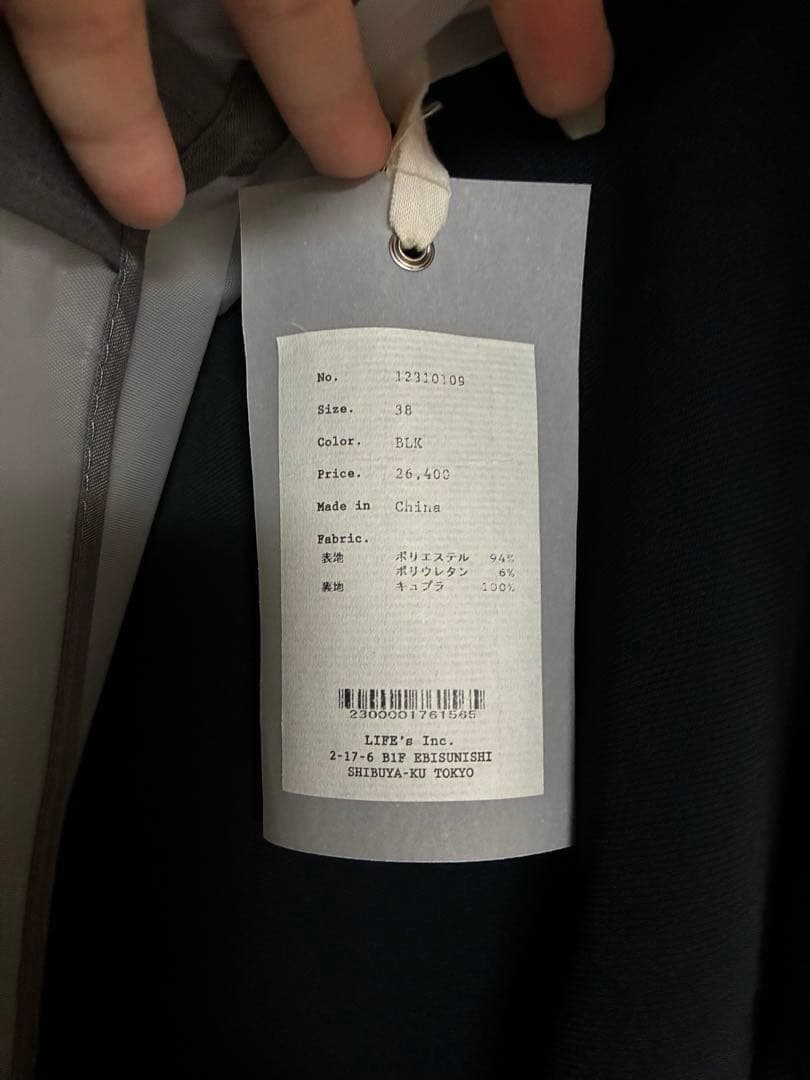 No. 12310109
Size. 38
Color. BLK
Price. 26,400
Made in China
Fabric.
表地 ポリエステル 94%
ポリウレタン 6%
裏地 キュプラ 100%
2300001761565
LIFE's Inc.
2-17-6 B1F EBISUNISHI
SHIBUYA-KU TOKYO